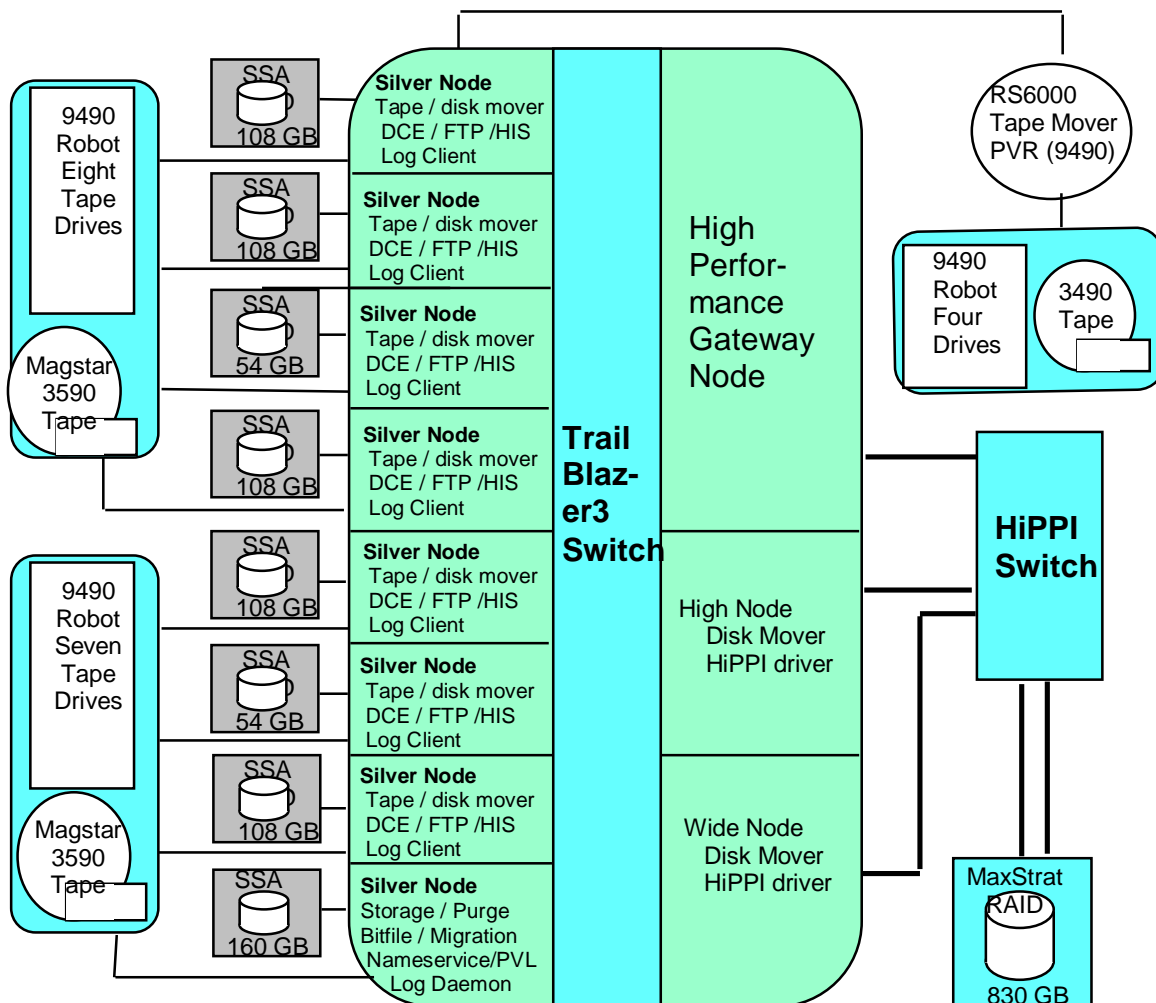 9490
Robot
Eight
Tape
Drives
Magstar
3590
Tape
9490
Robot
Seven
Tape
Drives
Magstar
3590
Tape
SSA
108 GB
SSA
108 GB
SSA
54 GB
SSA
108 GB
SSA
108 GB
SSA
54 GB
SSA
108 GB
SSA
160 GB
Silver Node
Tape / disk mover
DCE / FTP /HIS
Log Client
Silver Node
Tape / disk mover
DCE / FTP /HIS
Log Client
Silver Node
Tape / disk mover
DCE / FTP /HIS
Log Client
Silver Node
Tape / disk mover
DCE / FTP /HIS
Log Client
Silver Node
Tape / disk mover
DCE / FTP /HIS
Log Client
Silver Node
Tape / disk mover
DCE / FTP /HIS
Log Client
Silver Node
Tape / disk mover
DCE / FTP /HIS
Log Client
Silver Node
Storage / Purge
Bitfile / Migration
Nameservice/PVL
Log Daemon
Trail
Blaz-
er3
Switch
High
Perfor-
mance
Gateway
Node
High Node
Disk Mover
HiPPI driver
Wide Node
Disk Mover
HiPPI driver
RS6000
Tape Mover
PVR (9490)
9490
Robot
Four
Drives
3490
Tape
HiPPI
Switch
MaxStrat
RAID
830 GB